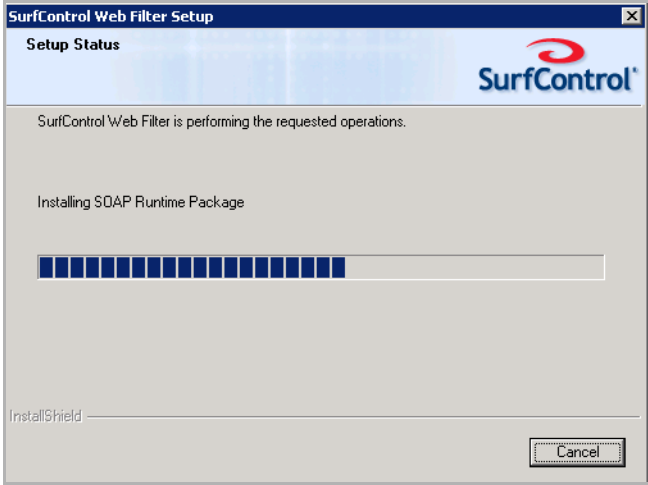 SurfControl Web Filter Setup
Setup Status
SurfControl
SurfControl Web Filter is performing the requested operations.
Installing SOAP Runtime Package
InstallShield
Cancel